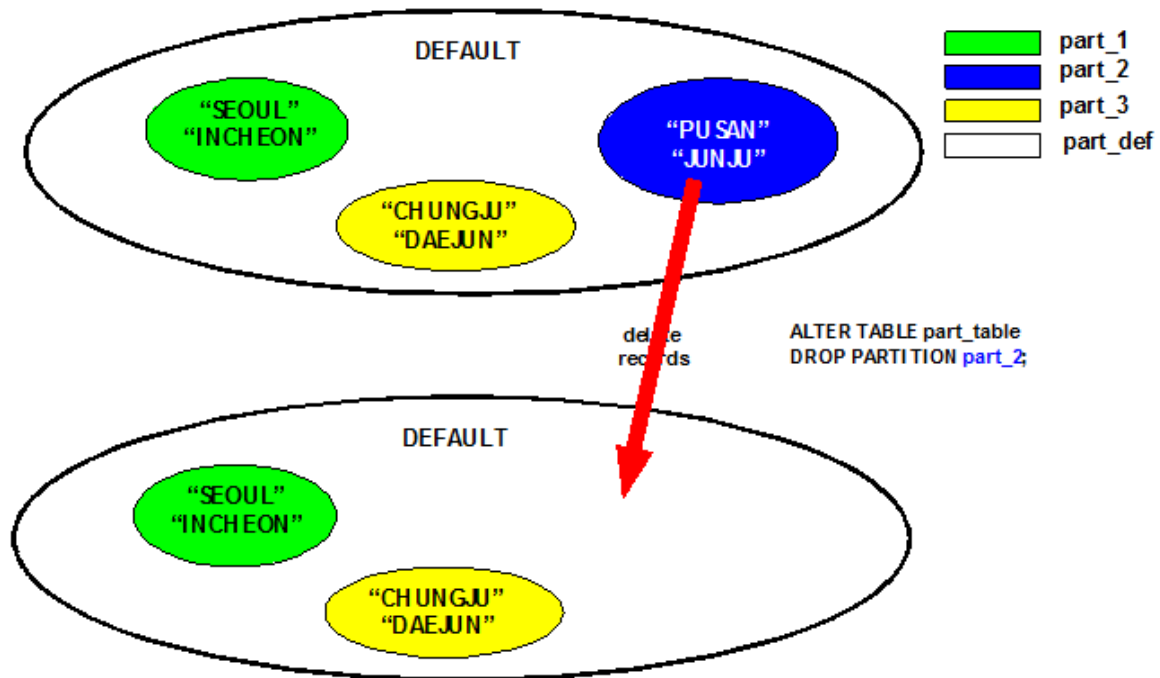 DEFAULT
"SEOUL"
"INCHEON"
"PUSAN"
"JUNJU"
"CHUNGJU"
"DAEJUN"
part_1
part_2
part_3
part_def
delete
records
ALTER TABLE part_table
DROP PARTITION part_2;
DEFAULT
"SEOUL"
"INCHEON"
"CHUNGJU"
"DAEJUN"